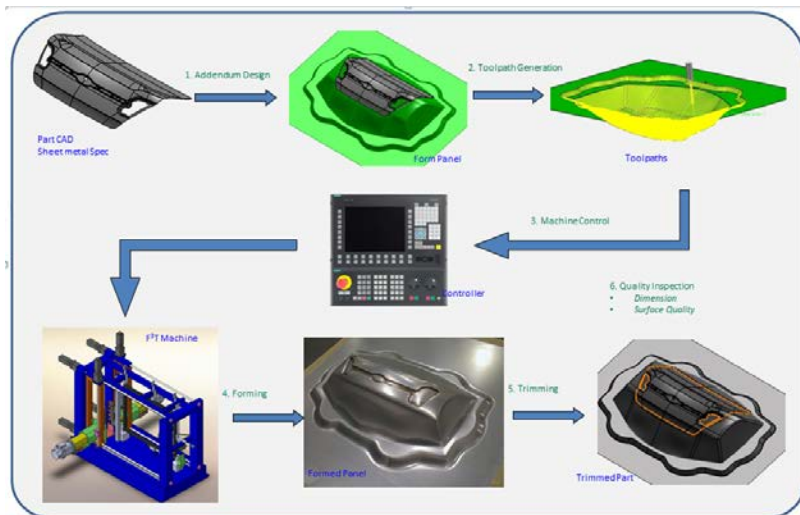 1. Addendum Design
2. Toolpath Generation
Part CAD
Sheet metal Spec
Form Panel
Toolpaths
3. Machine Control
Controller
6. Quality Inspection
• Dimension
• Surface Quality
F³T Machine
4. Forming
5. Trimming
Formed Panel
Trimmed Part